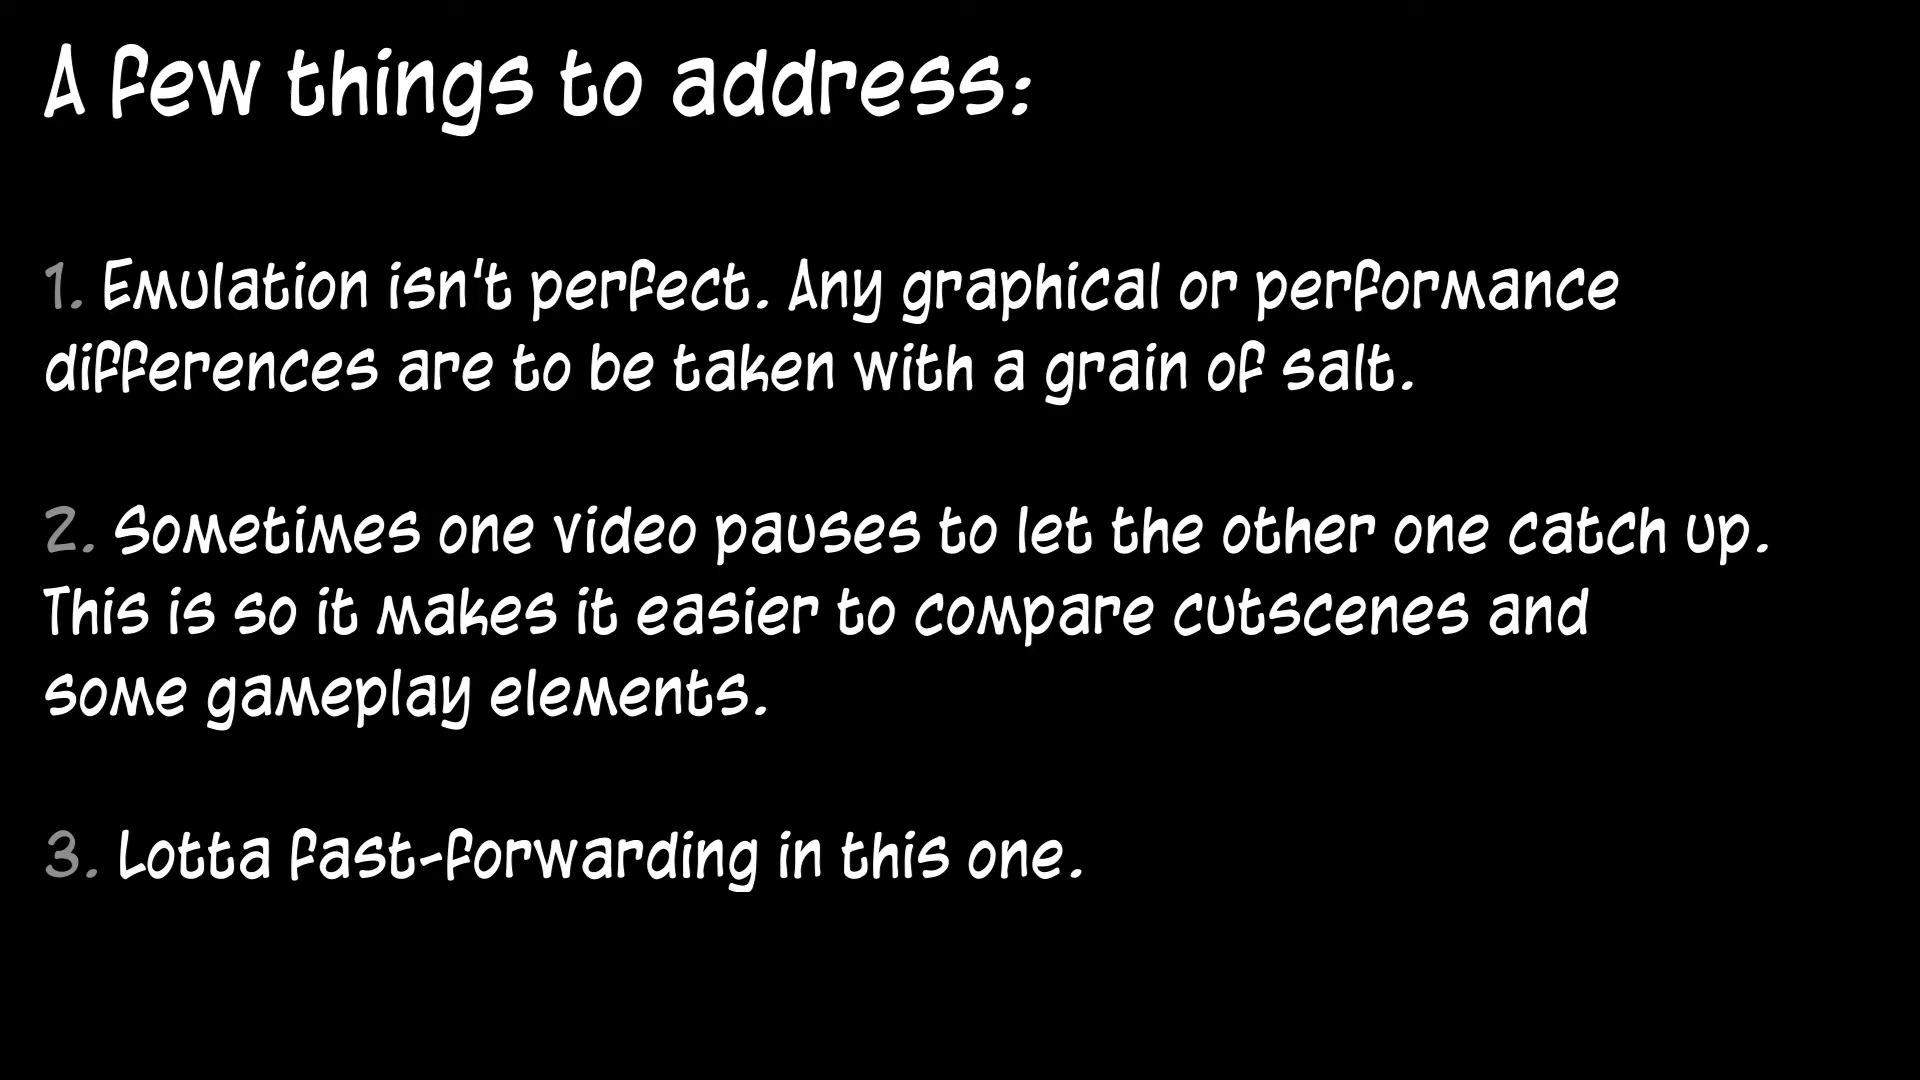 A few things to address:
1. Emulation isn't perfect. Any graphical or performance
differences are to be taken with a grain of salt.
2. Sometimes one video pauses to let the other one catch up.
This is so it makes it easier to compare cutscenes and
some gameplay elements.
3. Lotta fast-forwarding in this one.